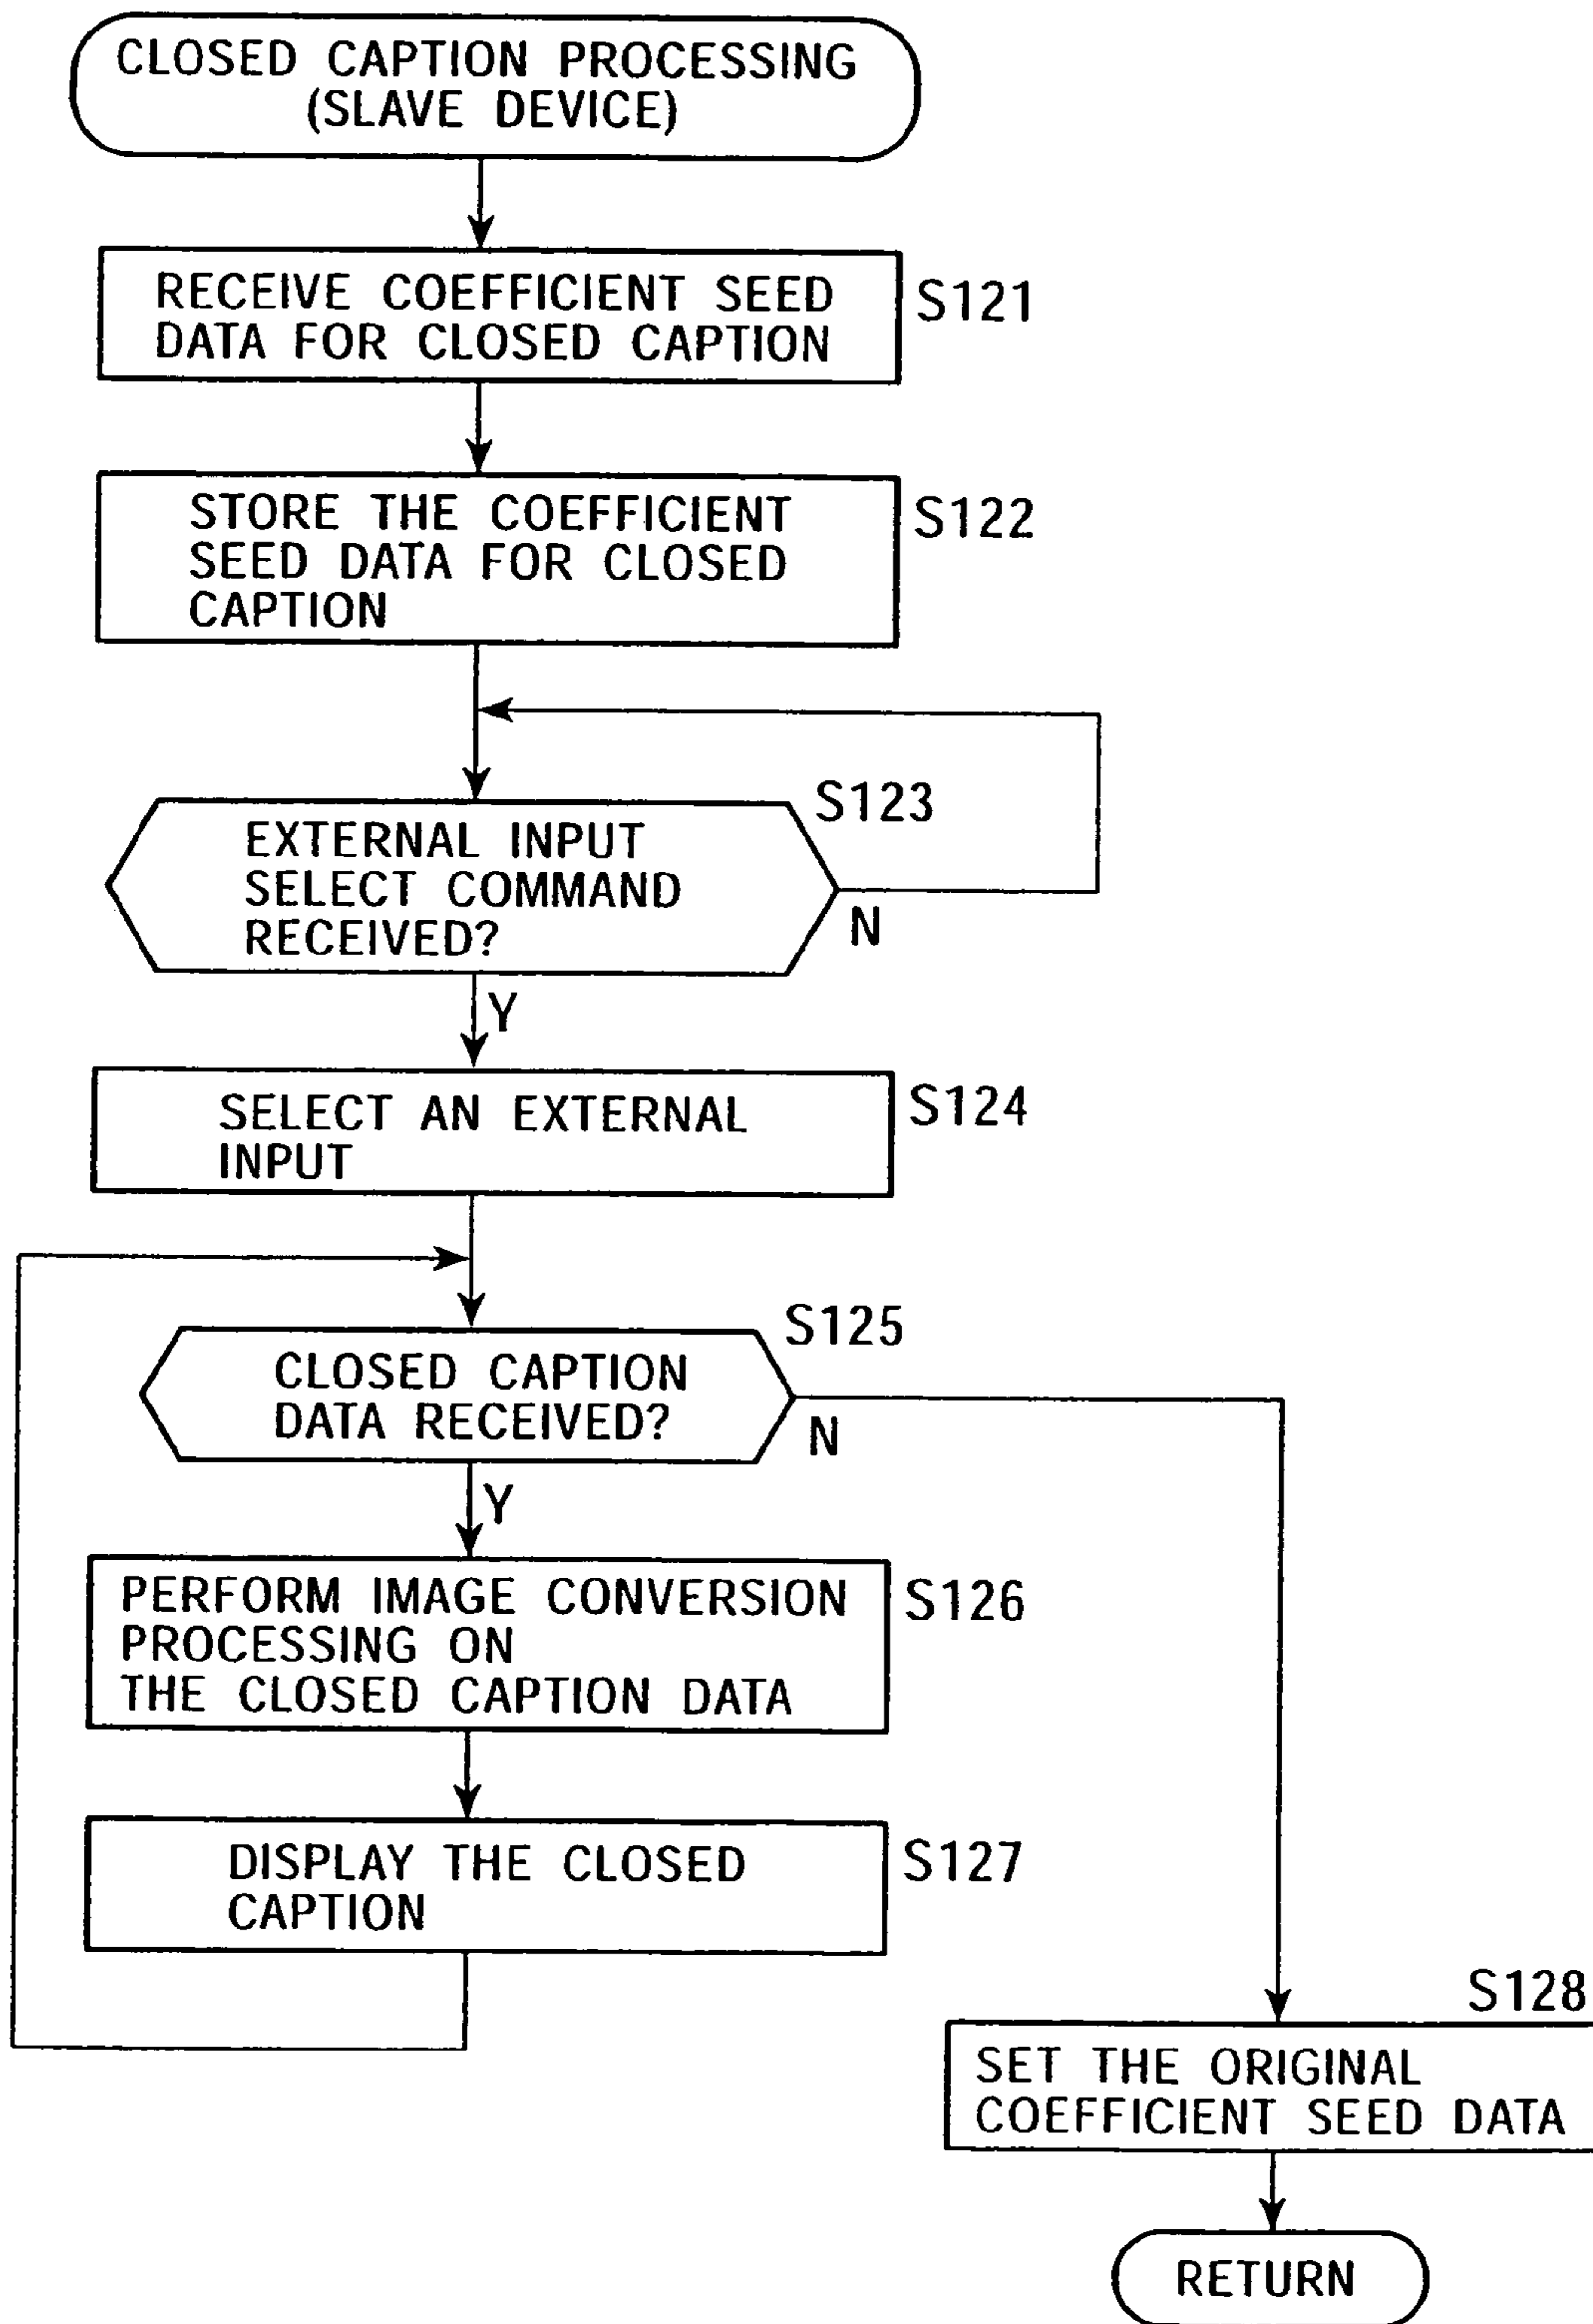 CLOSED CAPTION PROCESSING
(SLAVE DEVICE)
RECEIVE COEFFICIENT SEED
DATA FOR CLOSED CAPTION
S121
STORE THE COEFFICIENT
SEED DATA FOR CLOSED
CAPTION
S122
S123
EXTERNAL INPUT
SELECT COMMAND
RECEIVED?
N
Y
SELECT AN EXTERNAL
INPUT
S124
S125
CLOSED CAPTION
DATA RECEIVED?
N
Y
PERFORM IMAGE CONVERSION
PROCESSING ON
THE CLOSED CAPTION DATA
S126
DISPLAY THE CLOSED
CAPTION
S127
S128
SET THE ORIGINAL
COEFFICIENT SEED DATA
RETURN